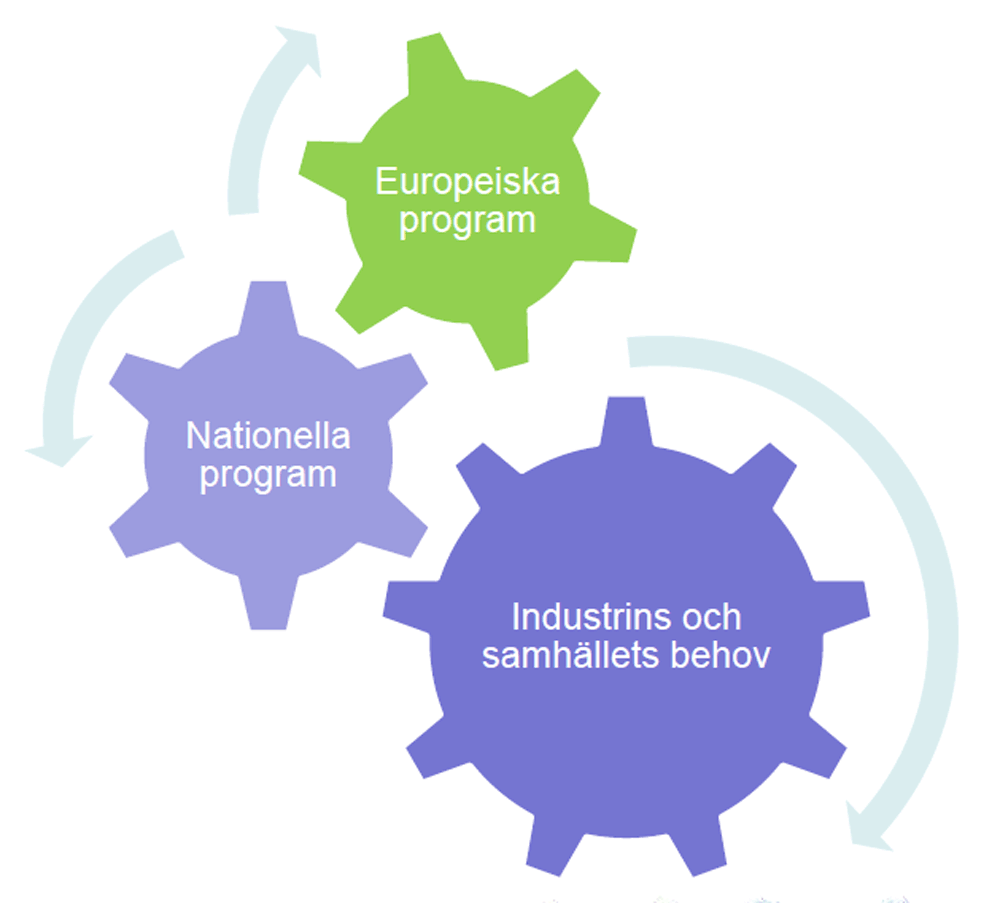 Europeiska
program
Nationella
program
Industrins och
samhällets behov